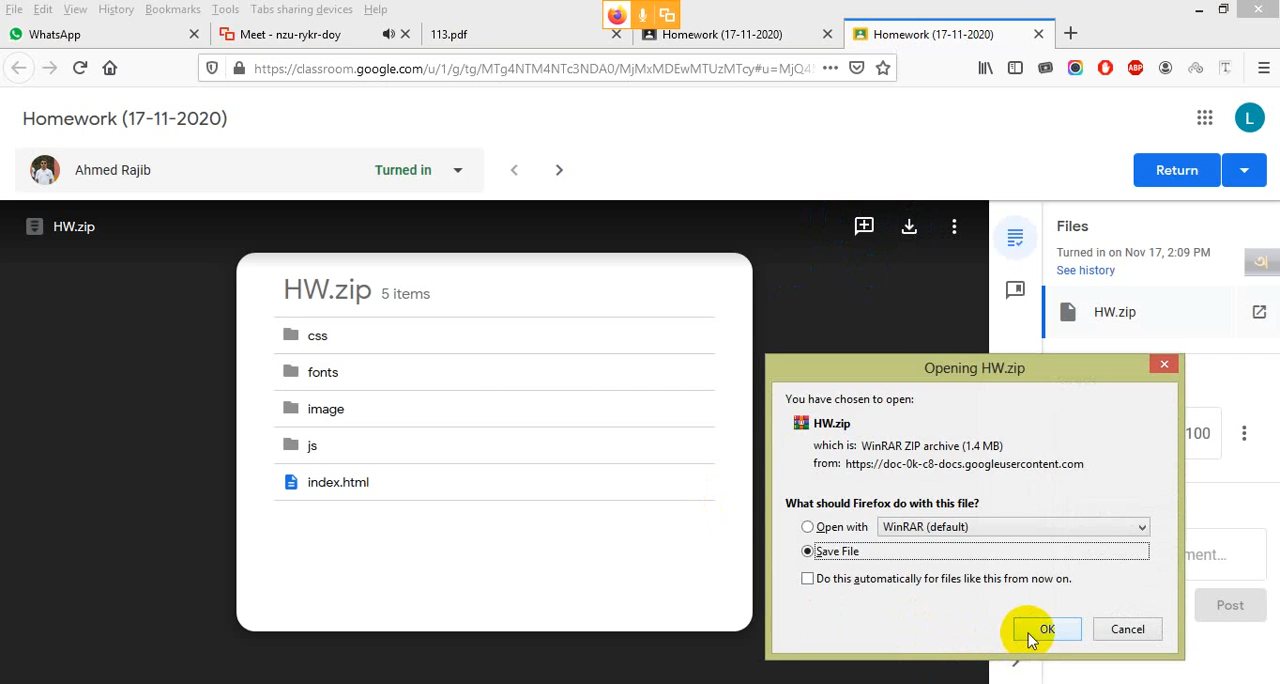 File Edit View History Bookmarks Tools Tabs sharing devices Help
WhatsApp
Meet - nzu-rykr-doy
113.pdf
Homework (17-11-2020)
Homework (17-11-2020)
https://classroom.google.com/u/1/g/tg/MTg4NTM4NTc3NDA0/MjMxMDEwMTUzMTcy#u=MjQ4
ABP
Homework (17-11-2020)
L
Ahmed Rajib
Turned in
Return
HW.zip
Files
Turned in on Nov 17, 2:09 PM
See history
HW.zip
HW.zip 5 items
css
fonts
image
js
index.html
Opening HW.zip
You have chosen to open:
HW.zip
which is: WinRAR ZIP archive (1.4 MB)
from: https://doc-0k-c8-docs.googleusercontent.com
What should Firefox do with this file?
Open with WinRAR (default)
Save File
Do this automatically for files like this from now on.
OK
Cancel
100
ment...
Post